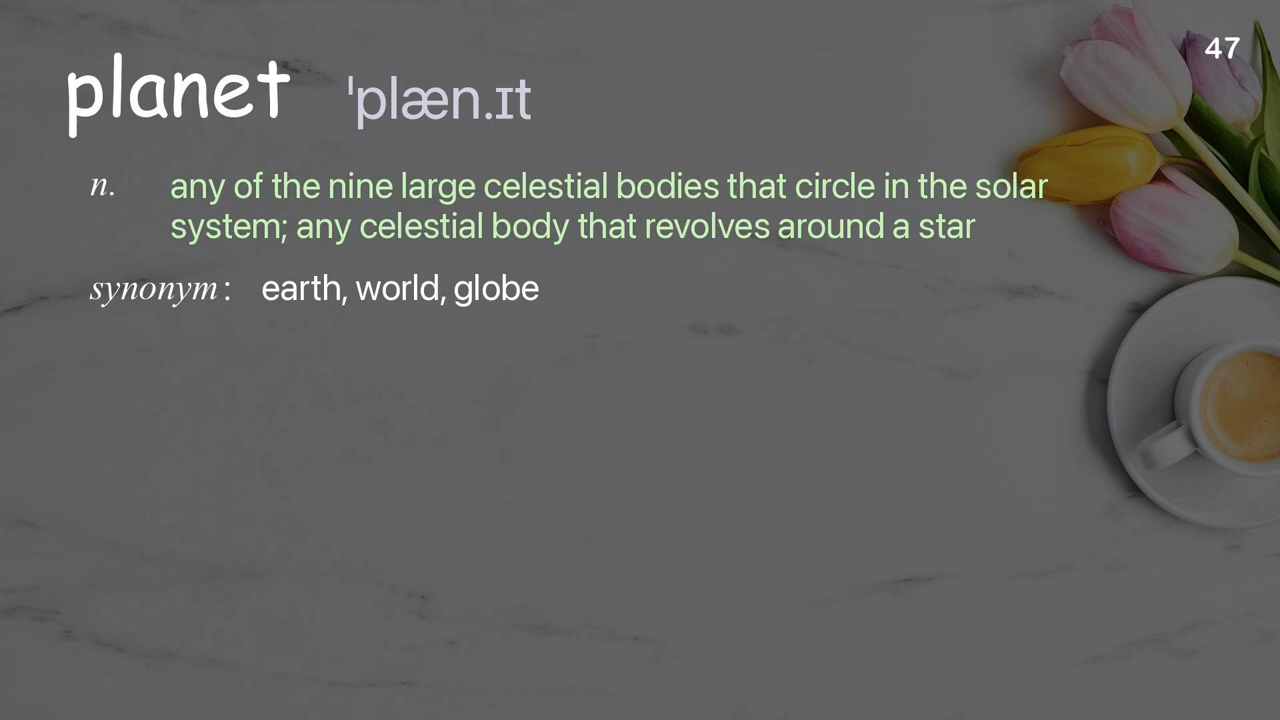 47
planet ˈplæn.ɪt
n. any of the nine large celestial bodies that circle in the solar
system; any celestial body that revolves around a star
synonym: earth, world, globe